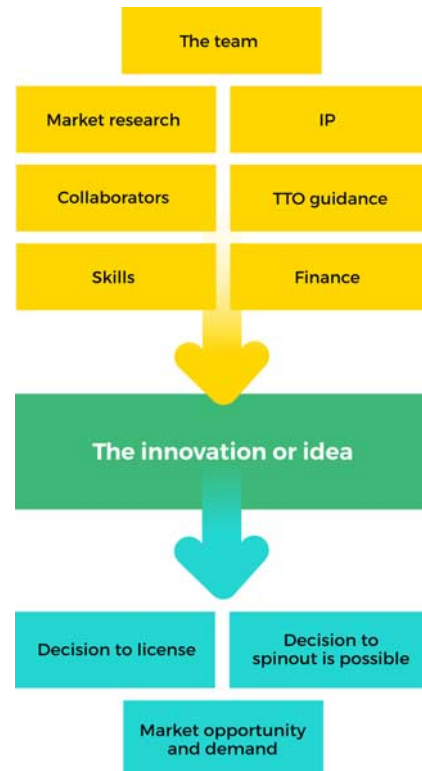 The team
Market research
IP
Collaborators
TTO guidance
Skills
Finance
The innovation or idea
Decision to license
Decision to
spinout is possible
Market opportunity
and demand